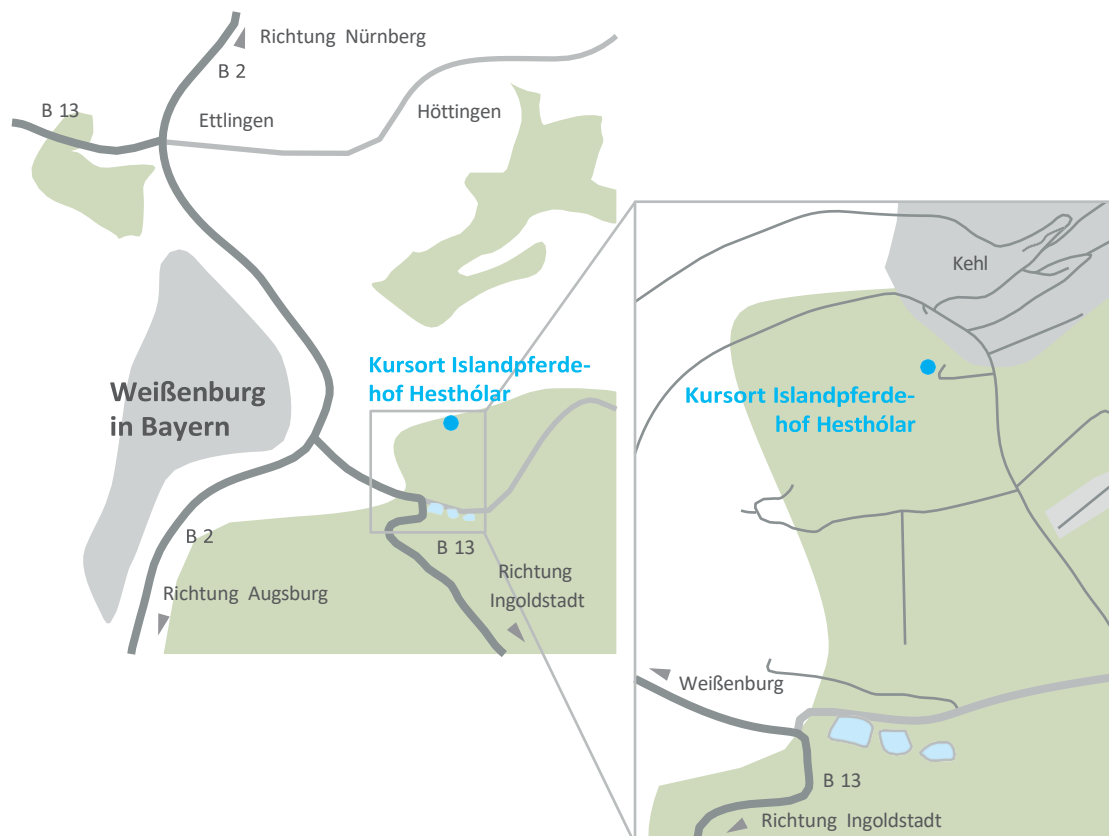 Richtung Nürnberg
B 2
B 13
Ettlingen
Höttingen
Kehl
Kursort Islandpferde-
hof Hesthólar
Weißenburg
in Bayern
Kursort Islandpferde-
hof Hesthólar
B 2
B 13
Richtung
Ingoldstadt
Richtung Augsburg
Weißenburg
B 13
Richtung Ingoldstadt